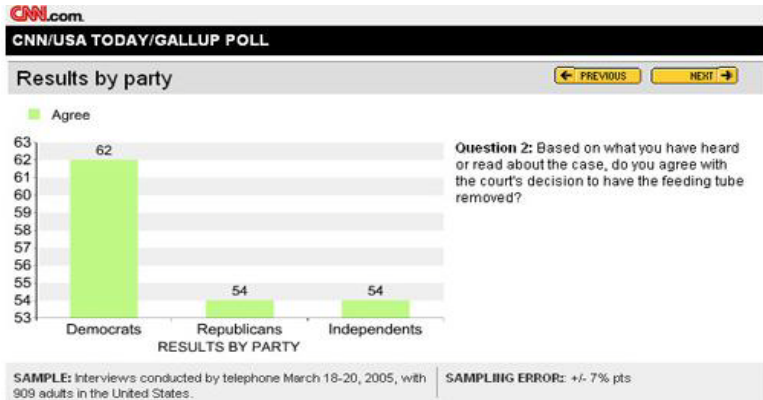 CNN.com
CNN/USA TODAY/GALLUP POLL
Results by party
PREVIOUS
NEXT
Agree
63
62
61
60
59
58
57
56
55
54
53
62
54
54
Democrats
Republicans
Independents
RESULTS BY PARTY
Question 2: Based on what you have heard
or read about the case, do you agree with
the court's decision to have the feeding tube
removed?
SAMPLE: Interviews conducted by telephone March 18-20, 2005, with
909 adults in the United States.
SAMPLING ERROR: +/- 7% pts